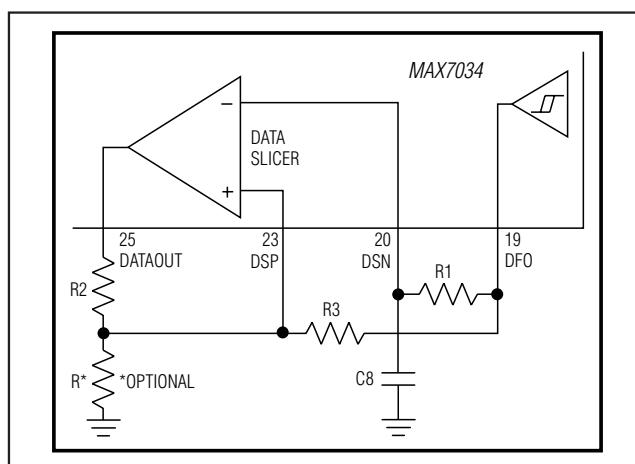 MAX7034
−
DATA
SLICER
+
25
DATAOUT
23
DSP
20
DSN
19
DFO
R1
R2
R3
R* *OPTIONAL
C8